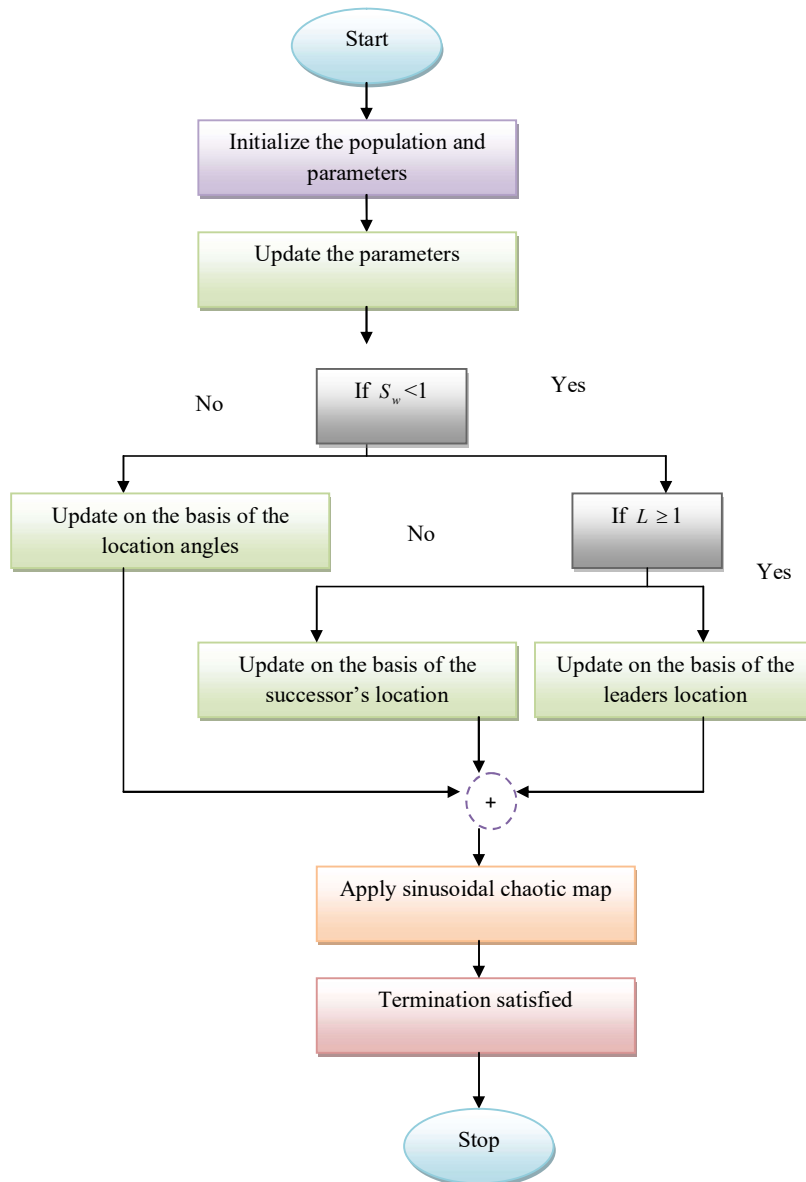 Start
Initialize the population and
parameters
Update the parameters
If S_w <1
No
Yes
Update on the basis of the
location angles
No
If L ≥ 1
Yes
Update on the basis of the
successor’s location
Update on the basis of the
leaders location
+
Apply sinusoidal chaotic map
Termination satisfied
Stop